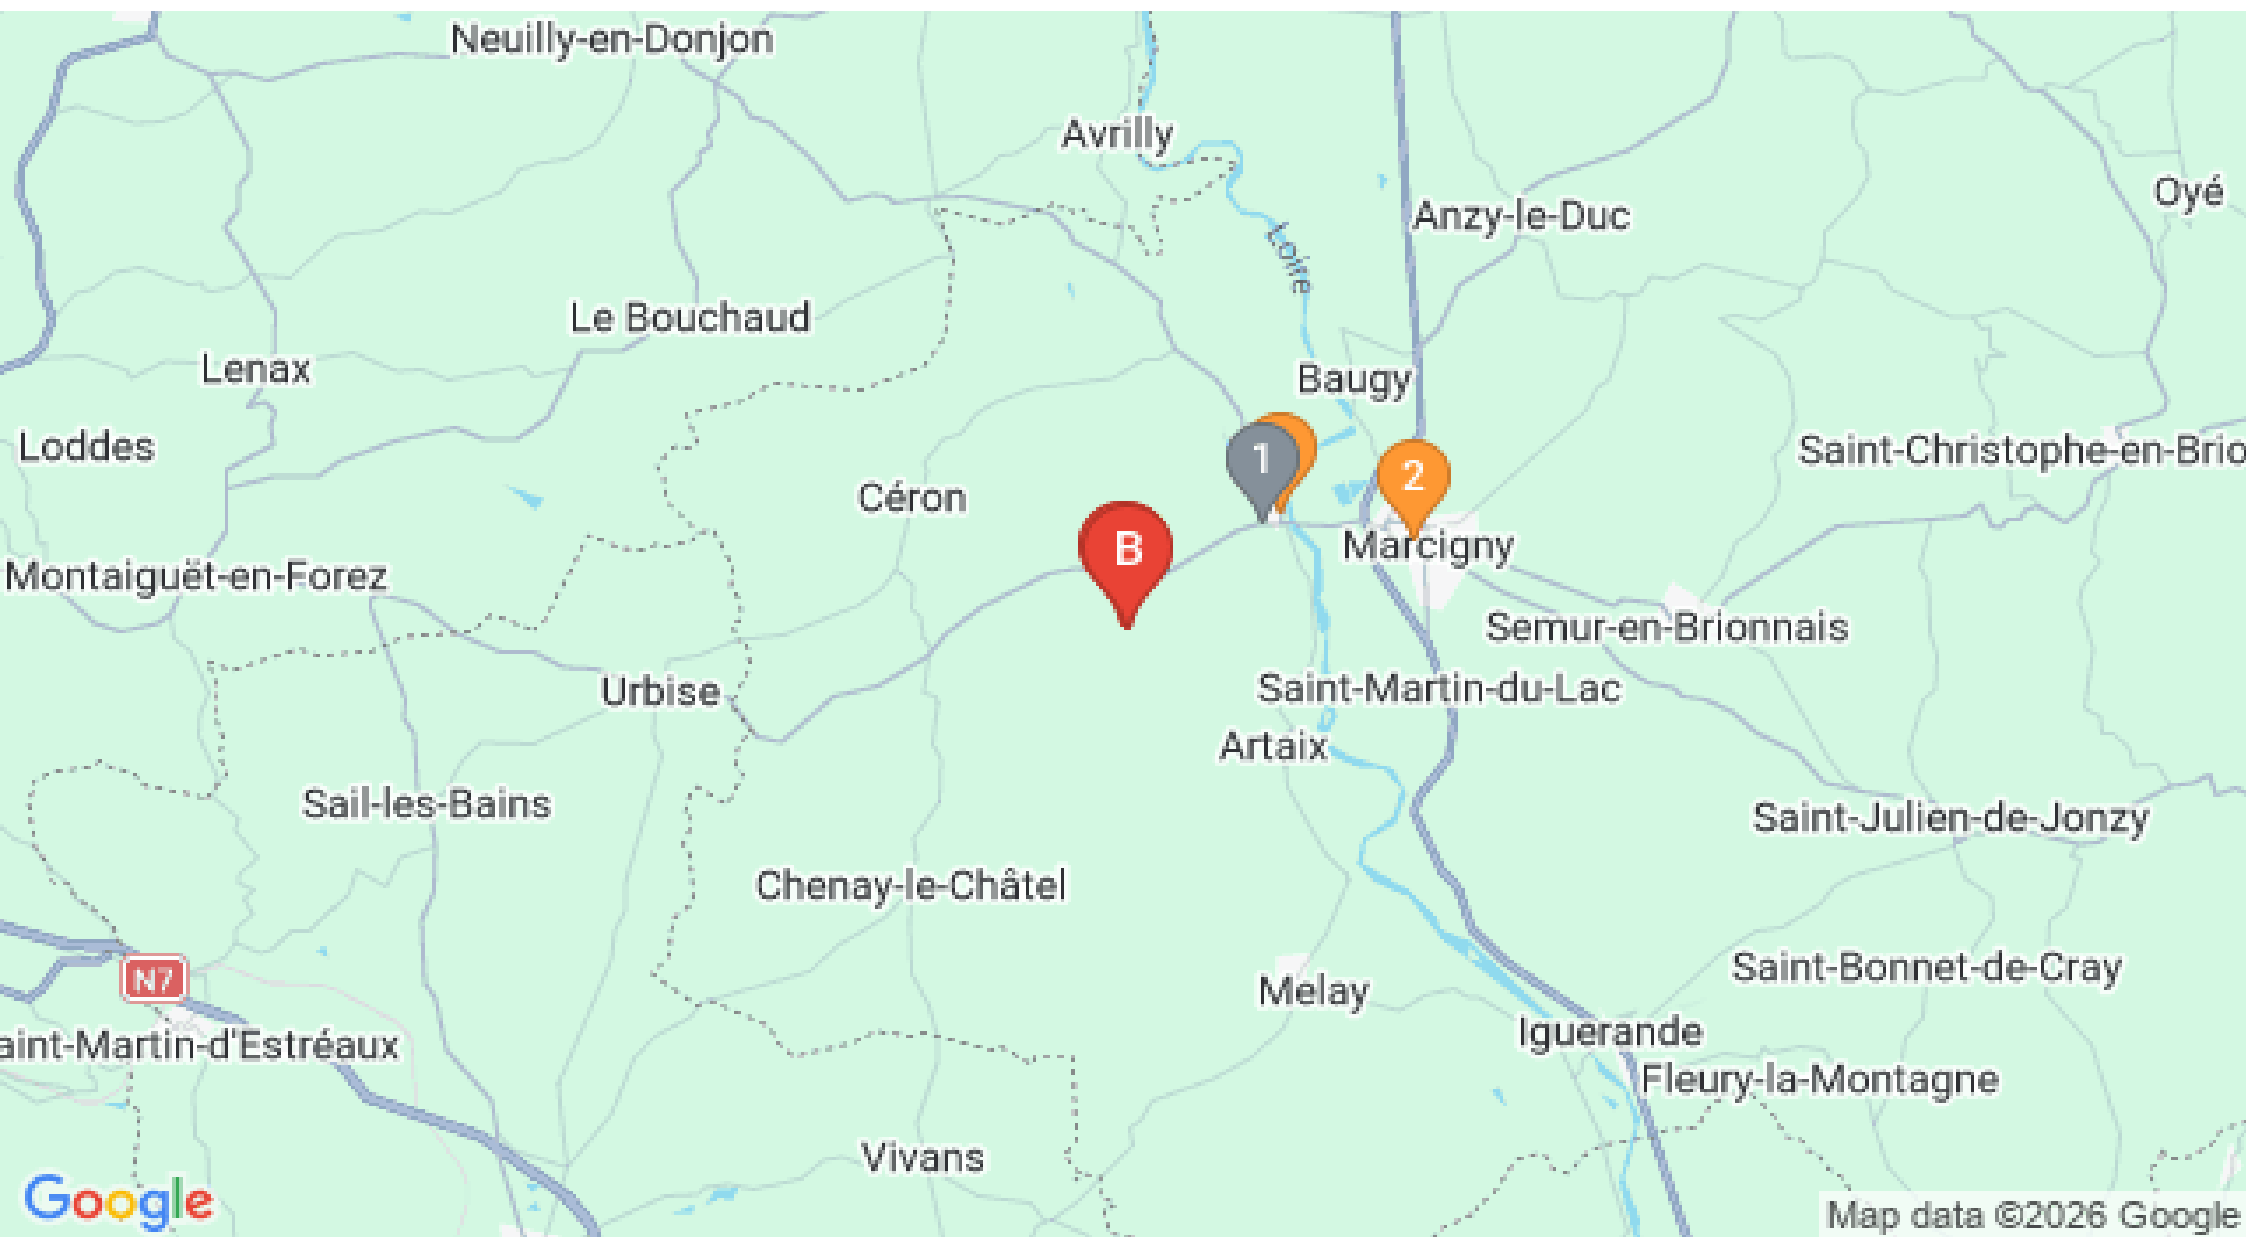 Neuilly-en-Donjon
Avrilly
Oyé
Anzy-le-Duc
Loire
Le Bouchaud
Lenax
Baugy
Loddes
1
Saint-Christophe-en-Brio
2
Céron
B
Marcigny
Montaiguët-en-Forez
Semur-en-Brionnais
Urbise
Saint-Martin-du-Lac
Artaix
Sail-les-Bains
Saint-Julien-de-Jonzy
Chenay-le-Châtel
N7
Saint-Bonnet-de-Cray
Melay
Iguerande
aint-Martin-d'Estréaux
Fleury-la-Montagne
Vivans
Google
Map data ©2026 Google